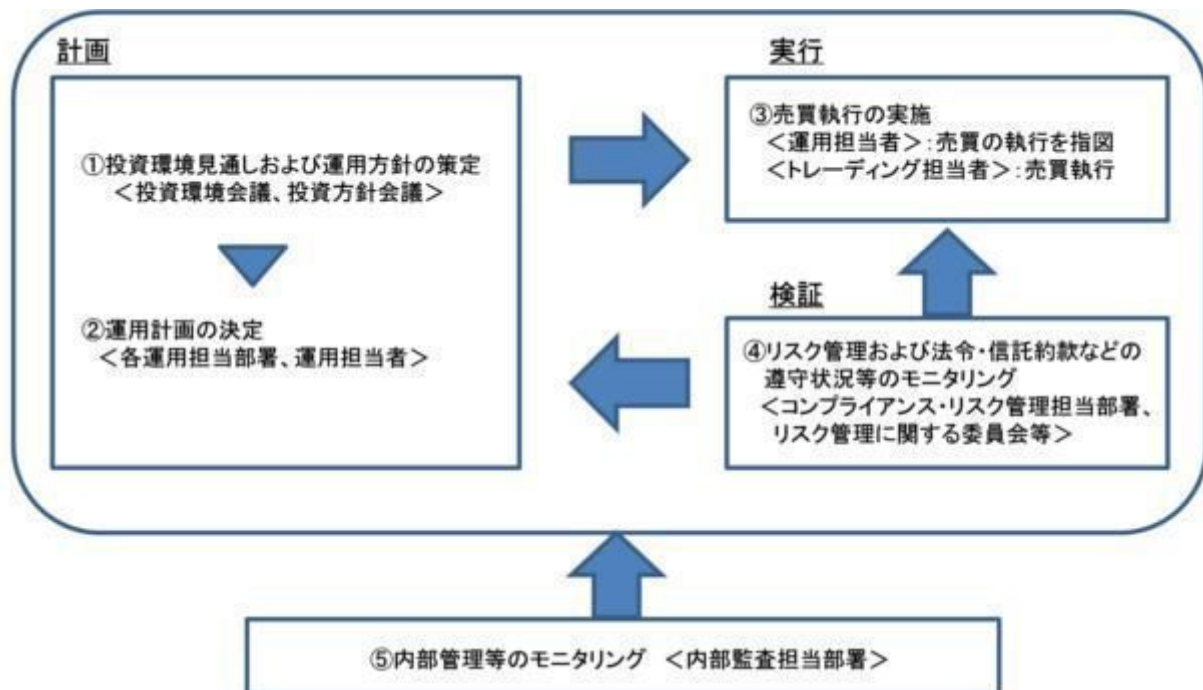 計画
①投資環境見通しおよび運用方針の策定
＜投資環境会議、投資方針会議＞
②運用計画の決定
＜各運用担当部署、運用担当者＞
実行
③売買執行の実施
＜運用担当者＞：売買の執行を指図
＜トレーディング担当者＞：売買執行
検証
④リスク管理および法令・信託約款などの
遵守状況等のモニタリング
＜コンプライアンス・リスク管理担当部署、
リスク管理に関する委員会等＞
⑤内部管理等のモニタリング　＜内部監査担当部署＞